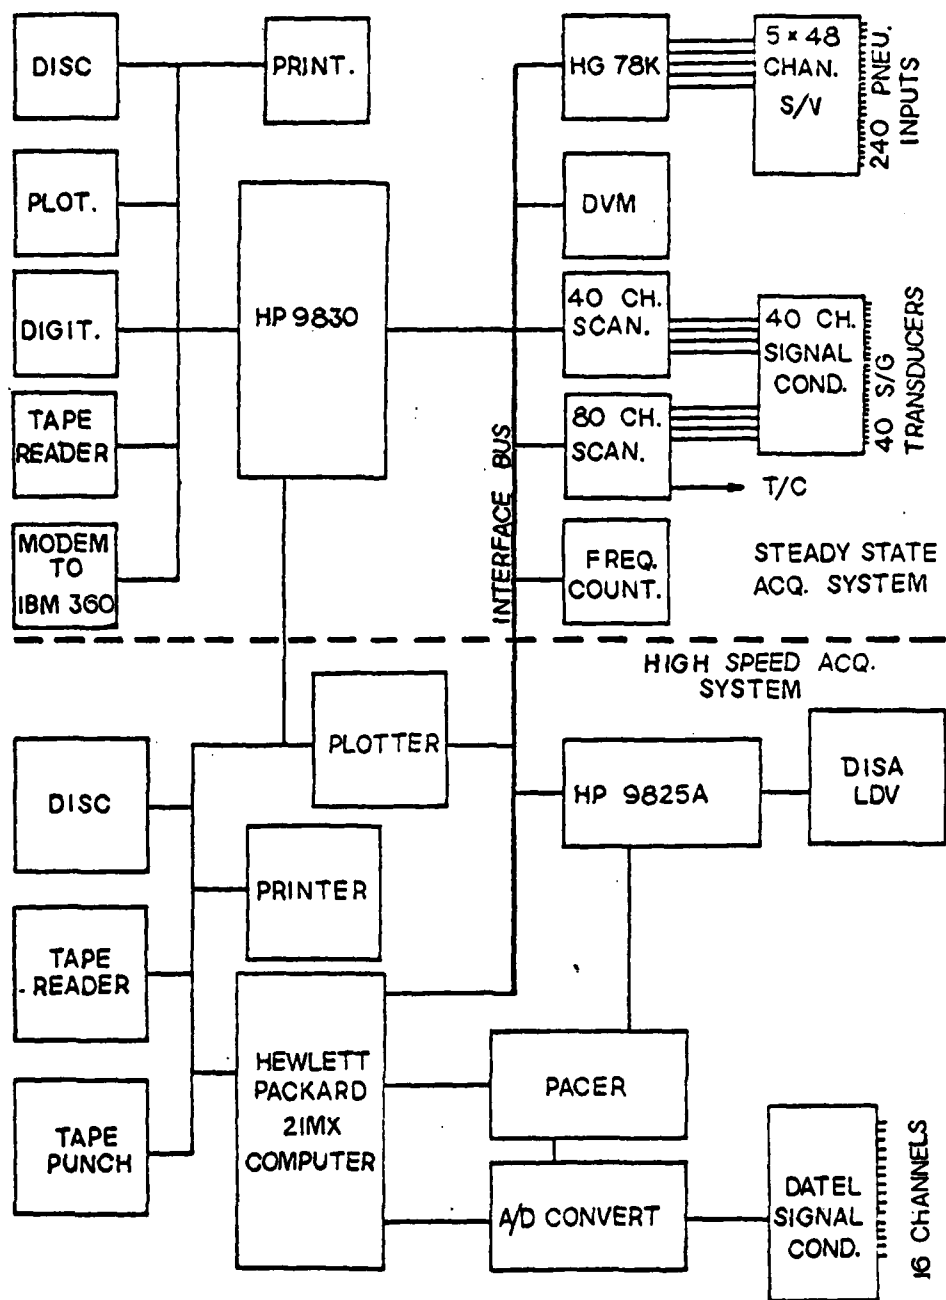 DISC
PRINT.
HG 78K
5 × 48
CHAN.
S/V
240 PNEU.
INPUTS
PLOT.
DVM
HP 9830
DIGIT.
40 CH.
SCAN.
40 CH.
SIGNAL
COND.
40 S/G
TRANSDUCERS
TAPE
READER
80 CH.
SCAN.
T/C
INTERFACE BUS
MODEM
TO
IBM 360
FREQ.
COUNT.
STEADY STATE
ACQ. SYSTEM
HIGH SPEED ACQ.
SYSTEM
PLOTTER
DISC
HP 9825A
DISA
LDV
PRINTER
TAPE
READER
HEWLETT
PACKARD
21MX
COMPUTER
PACER
TAPE
PUNCH
A/D CONVERT
DATEL
SIGNAL
COND.
16 CHANNELS